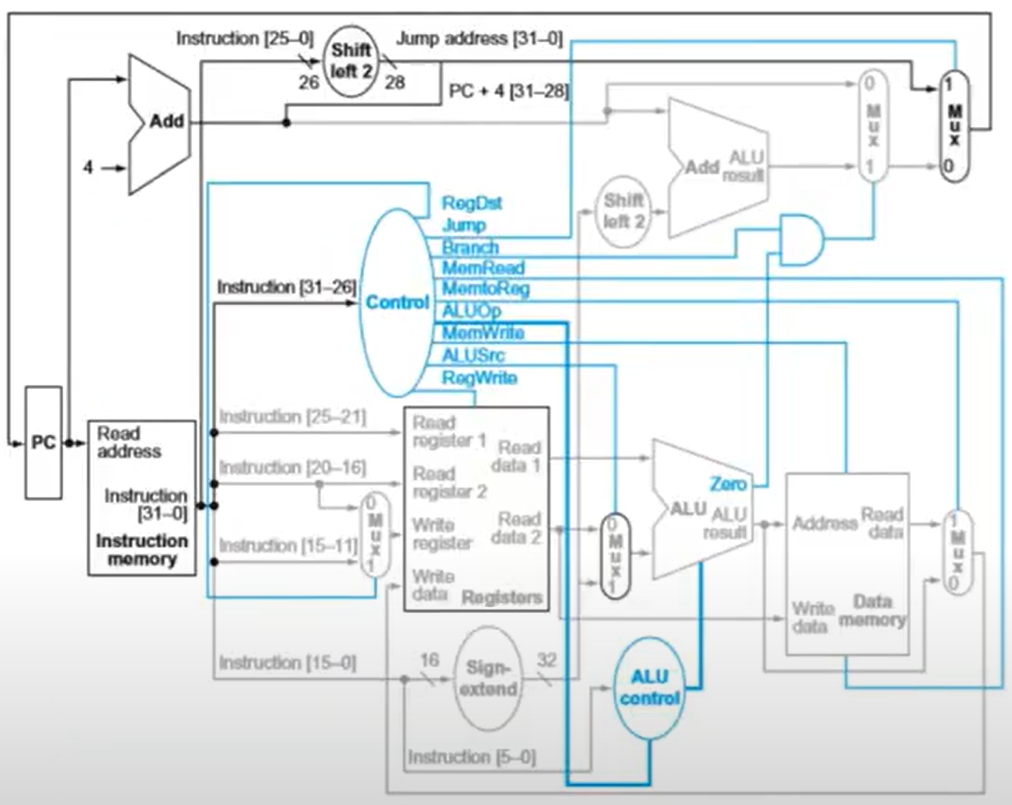 Instruction [25–0]
Shift
left 2
Jump address [31–0]
26
28
PC + 4 [31–28]
Add
4
0
M
u
x
1
1
M
u
x
0
Add
ALU
result
Shift
left 2
RegDst
Jump
Branch
MemRead
MemtoReg
ALUOp
MemWrite
ALUSrc
RegWrite
Instruction [31–26]
Control
PC
Read
address
Instruction
[31–0]
Instruction
memory
Instruction [25–21]
Instruction [20–16]
Instruction [15–11]
0
M
u
x
1
Read
register 1
Read
register 2
Write
register
Write
data
Read
data 1
Read
data 2
Registers
0
M
u
x
1
Zero
ALU
ALU
result
Address
Read
data
Write
data
Data
memory
1
M
u
x
0
Instruction [15–0]
16
Sign-
extend
32
ALU
control
Instruction [5–0]